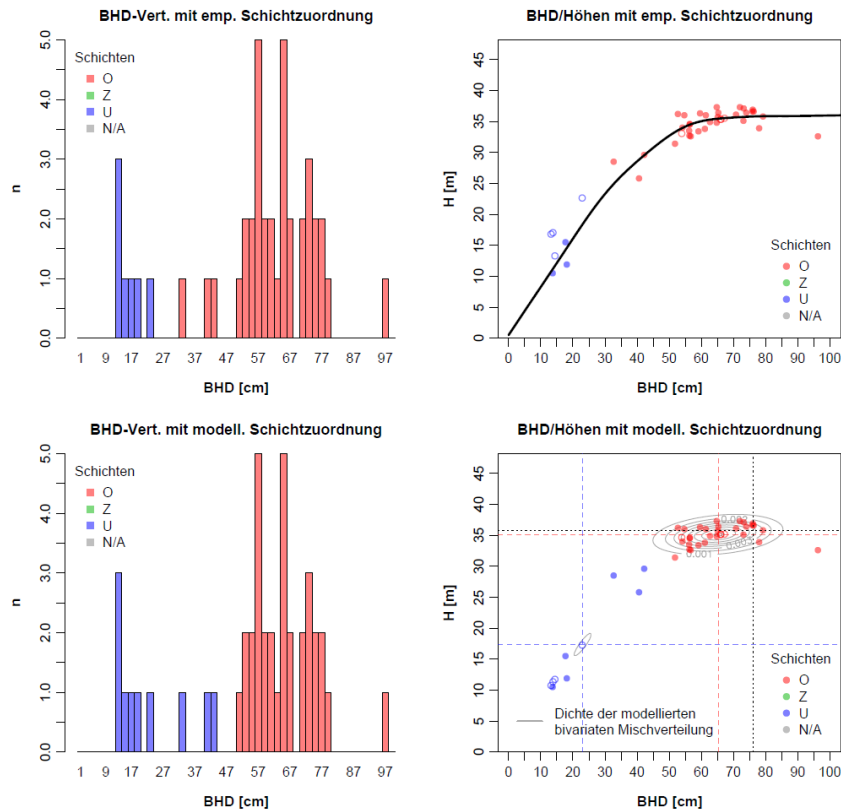 BHD-Vert. mit emp. Schichtzuordnung
5.0
4.0
3.0
2.0
1.0
0.0
n
Schichten
O
Z
U
N/A
1 9 17 27 37 47 57 67 77 87 97
BHD [cm]
BHD/Höhen mit emp. Schichtzuordnung
45
40
35
30
25
20
15
10
5
0
H [m]
Schichten
O
Z
U
N/A
0 10 20 30 40 50 60 70 80 90 100
BHD [cm]
BHD-Vert. mit modell. Schichtzuordnung
5.0
4.0
3.0
2.0
1.0
0.0
n
Schichten
O
Z
U
N/A
1 9 17 27 37 47 57 67 77 87 97
BHD [cm]
BHD/Höhen mit modell. Schichtzuordnung
45
40
35
30
25
20
15
10
5
0
H [m]
0.001
Schichten
O
Z
U
N/A
Dichte der modellierten
bivariaten Mischverteilung
0 10 20 30 40 50 60 70 80 90 100
BHD [cm]